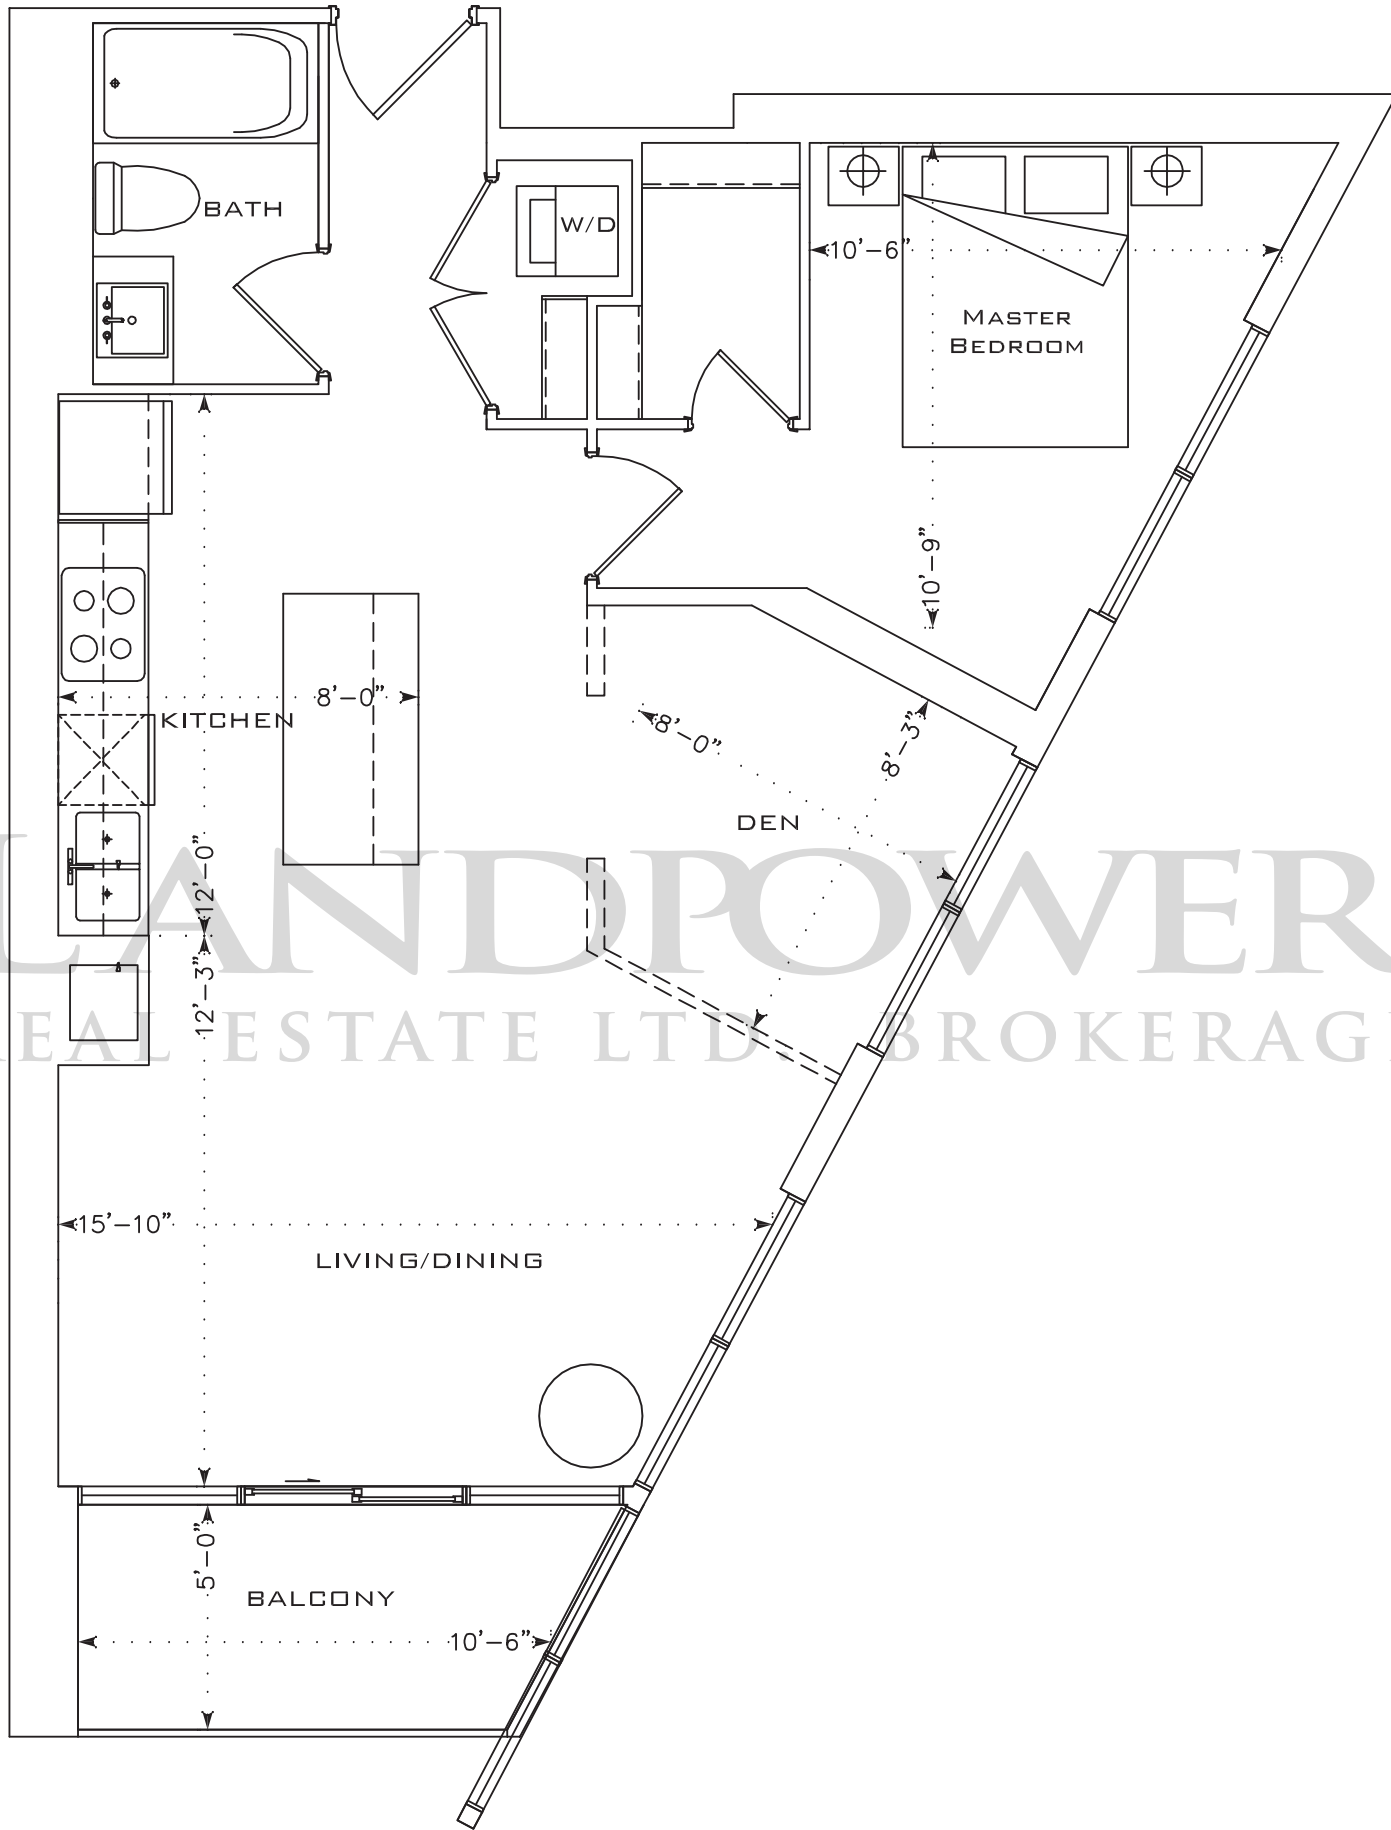 BATH
W/D
10'-6"
MASTER
BEDROOM
10'-9"
8'-0"
KITCHEN
8'-0"
8'-3"
DEN
12'-0"
LANDPOWER
REAL ESTATE LTD. BROKERAGE
12'-3"
15'-10"
LIVING/DINING
5'-0"
BALCONY
10'-6"